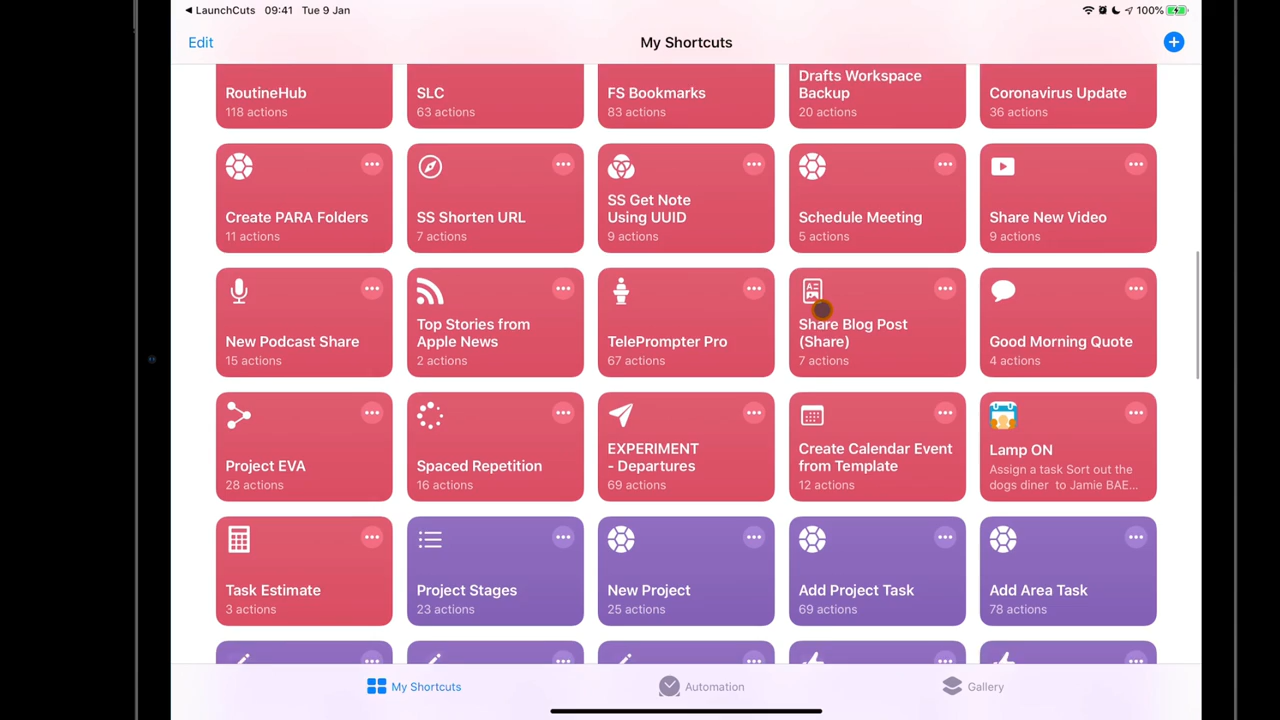 ◀ LaunchCuts 09:41 Tue 9 Jan 100%
Edit My Shortcuts
RoutineHub
118 actions
SLC
63 actions
FS Bookmarks
83 actions
Drafts Workspace
Backup
20 actions
Coronavirus Update
36 actions
Create PARA Folders
11 actions
SS Shorten URL
7 actions
SS Get Note
Using UUID
9 actions
Schedule Meeting
5 actions
Share New Video
9 actions
New Podcast Share
15 actions
Top Stories from
Apple News
2 actions
TelePrompter Pro
67 actions
Share Blog Post
(Share)
7 actions
Good Morning Quote
4 actions
Project EVA
28 actions
Spaced Repetition
16 actions
EXPERIMENT
- Departures
69 actions
Create Calendar Event
from Template
12 actions
Lamp ON
Assign a task Sort out the
dogs diner to Jamie BAE...
Task Estimate
3 actions
Project Stages
23 actions
New Project
25 actions
Add Project Task
69 actions
Add Area Task
78 actions
My Shortcuts Automation Gallery